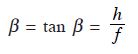 β = tan β = h/f